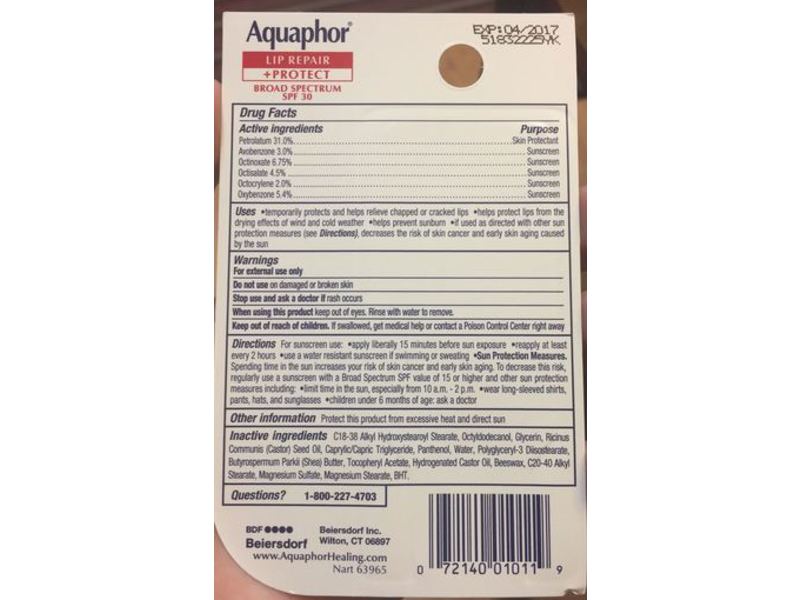 Aquaphor®
EXP: 04/2017
51832225YK
LIP REPAIR
+PROTECT
BROAD SPECTRUM
SPF 30
Drug Facts
Active ingredients Purpose
Petrolatum 31.0% Skin Protectant
Avobenzone 3.0% Sunscreen
Octinoxate 6.75% Sunscreen
Octisalate 4.5% Sunscreen
Octocrylene 2.0% Sunscreen
Oxybenzone 5.4% Sunscreen
Uses •temporarily protects and helps relieve chapped or cracked lips •helps protect lips from the
drying effects of wind and cold weather •helps prevent sunburn •if used as directed with other sun
protection measures (see Directions), decreases the risk of skin cancer and early skin aging caused
by the sun
Warnings
For external use only
Do not use on damaged or broken skin
Stop use and ask a doctor if rash occurs
When using this product keep out of eyes. Rinse with water to remove.
Keep out of reach of children. If swallowed, get medical help or contact a Poison Control Center right away
Directions For sunscreen use: •apply liberally 15 minutes before sun exposure •reapply at least
every 2 hours •use a water resistant sunscreen if swimming or sweating •Sun Protection Measures.
Spending time in the sun increases your risk of skin cancer and early skin aging. To decrease this risk,
regularly use a sunscreen with a Broad Spectrum SPF value of 15 or higher and other sun protection
measures including: •limit time in the sun, especially from 10 a.m. - 2 p.m. •wear long-sleeved shirts,
pants, hats, and sunglasses •children under 6 months of age: ask a doctor
Other information Protect this product from excessive heat and direct sun
Inactive ingredients C18-38 Alkyl Hydroxystearoyl Stearate, Octyldodecanol, Glycerin, Ricinus
Communis (Castor) Seed Oil, Caprylic/Capric Triglyceride, Panthenol, Water, Polyglyceryl-3 Diisostearate,
Butyrospermum Parkii (Shea) Butter, Tocopheryl Acetate, Hydrogenated Castor Oil, Beeswax, C20-40 Alkyl
Stearate, Magnesium Sulfate, Magnesium Stearate, BHT.
Questions? 1-800-227-4703
BDF ●●●●
Beiersdorf
Beiersdorf Inc.
Wilton, CT 06897
www.AquaphorHealing.com
Nart 63965
0 72140 01011 9